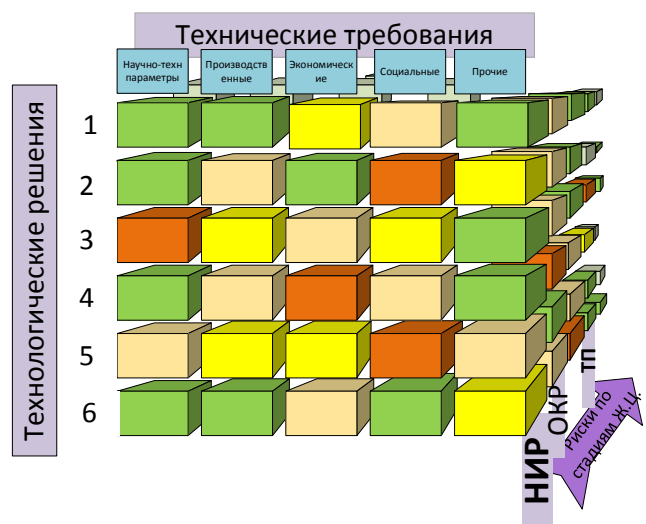 Технические требования
Научно-техн
параметры
Производств
енные
Экономическ
ие
Социальные
Прочие
Технологические решения
1
2
3
4
5
6
НИР
ОКР
ТП
Риски по
стадиям Ж.Ц.